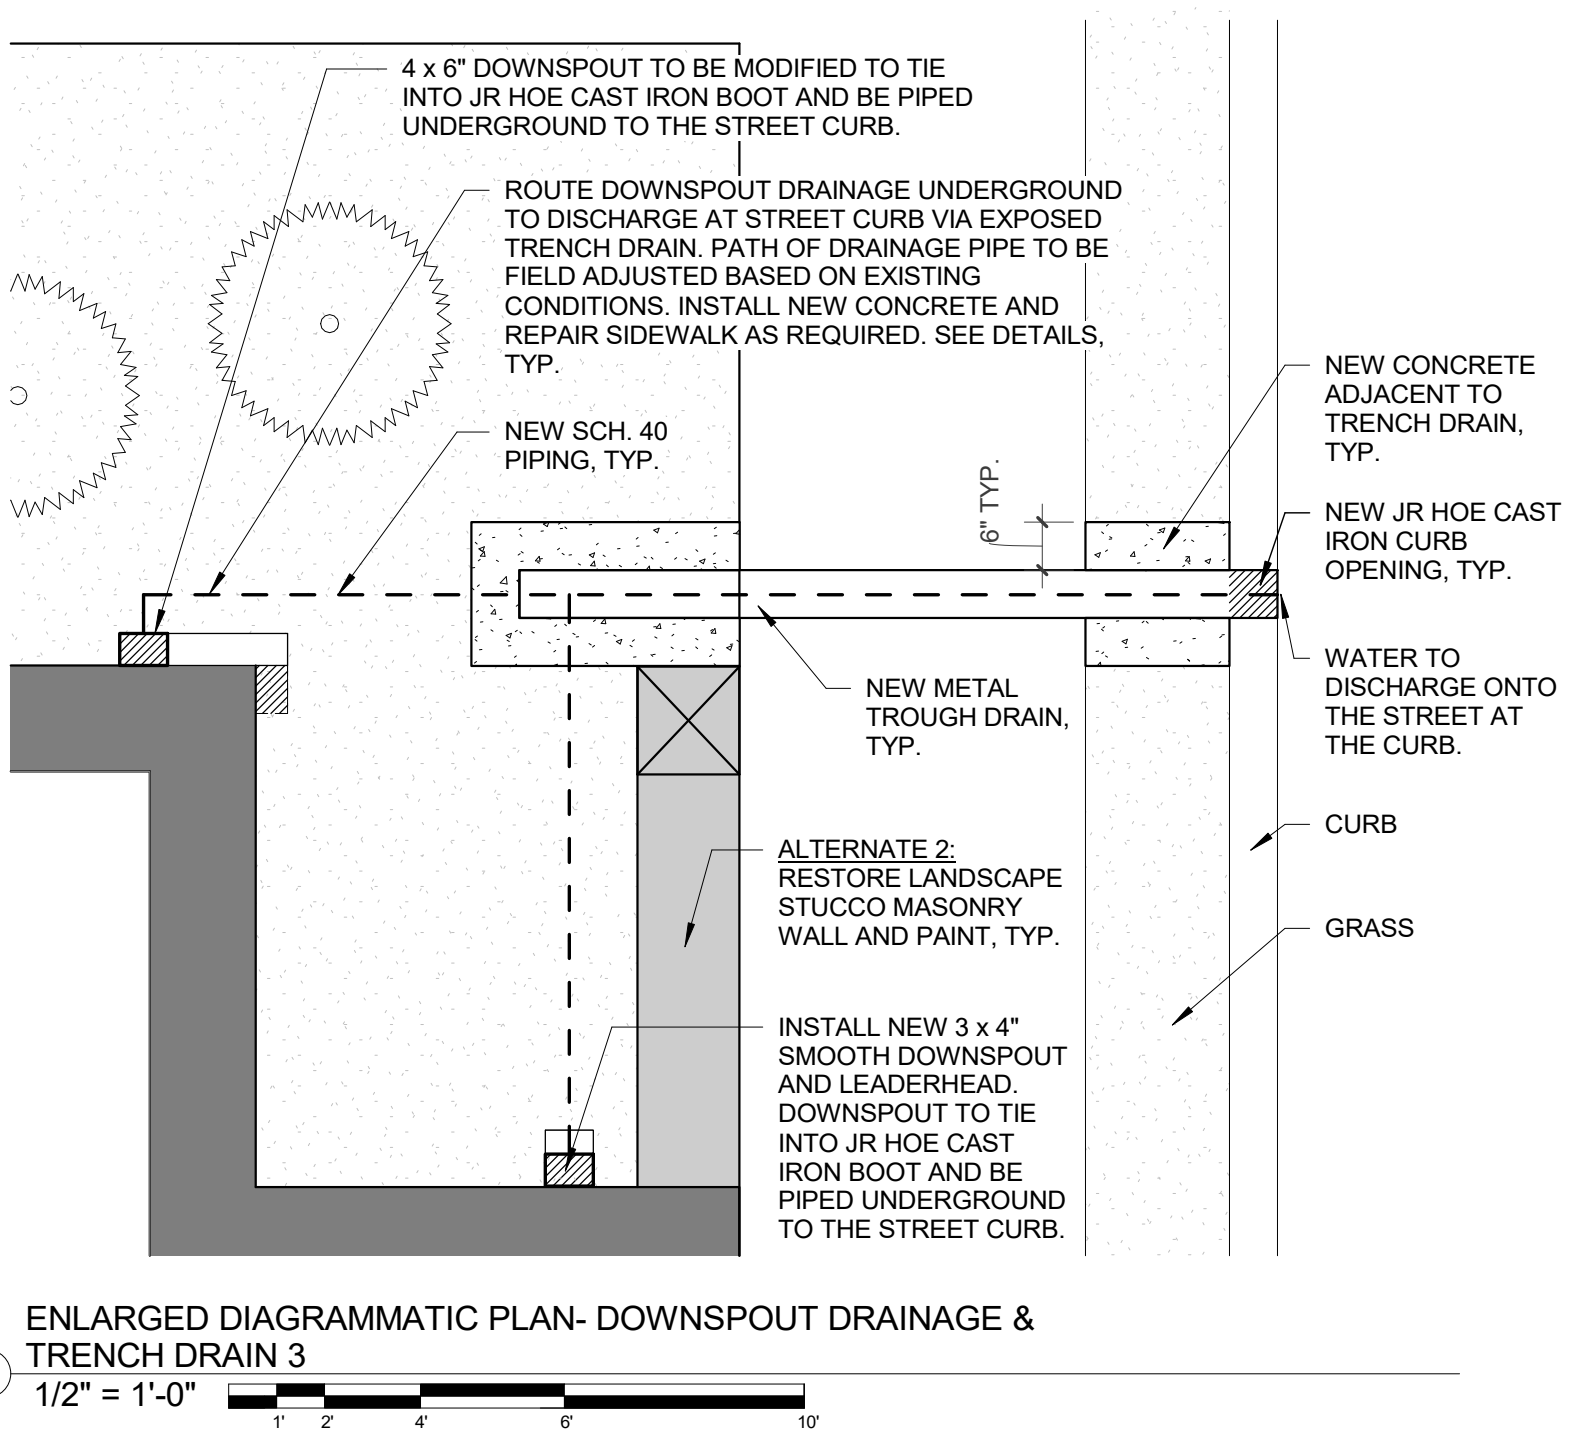 4 x 6" DOWNSPOUT TO BE MODIFIED TO TIE
INTO JR HOE CAST IRON BOOT AND BE PIPED
UNDERGROUND TO THE STREET CURB.
ROUTE DOWNSPOUT DRAINAGE UNDERGROUND
TO DISCHARGE AT STREET CURB VIA EXPOSED
TRENCH DRAIN. PATH OF DRAINAGE PIPE TO BE
FIELD ADJUSTED BASED ON EXISTING
CONDITIONS. INSTALL NEW CONCRETE AND
REPAIR SIDEWALK AS REQUIRED. SEE DETAILS,
TYP.
NEW SCH. 40
PIPING, TYP.
6" TYP.
NEW CONCRETE
ADJACENT TO
TRENCH DRAIN,
TYP.
NEW JR HOE CAST
IRON CURB
OPENING, TYP.
WATER TO
DISCHARGE ONTO
THE STREET AT
THE CURB.
NEW METAL
TROUGH DRAIN,
TYP.
CURB
ALTERNATE 2:
RESTORE LANDSCAPE
STUCCO MASONRY
WALL AND PAINT, TYP.
GRASS
INSTALL NEW 3 x 4"
SMOOTH DOWNSPOUT
AND LEADERHEAD.
DOWNSPOUT TO TIE
INTO JR HOE CAST
IRON BOOT AND BE
PIPED UNDERGROUND
TO THE STREET CURB.
ENLARGED DIAGRAMMATIC PLAN- DOWNSPOUT DRAINAGE &
TRENCH DRAIN 3
1/2" = 1'-0"
1' 2' 4' 6' 10'